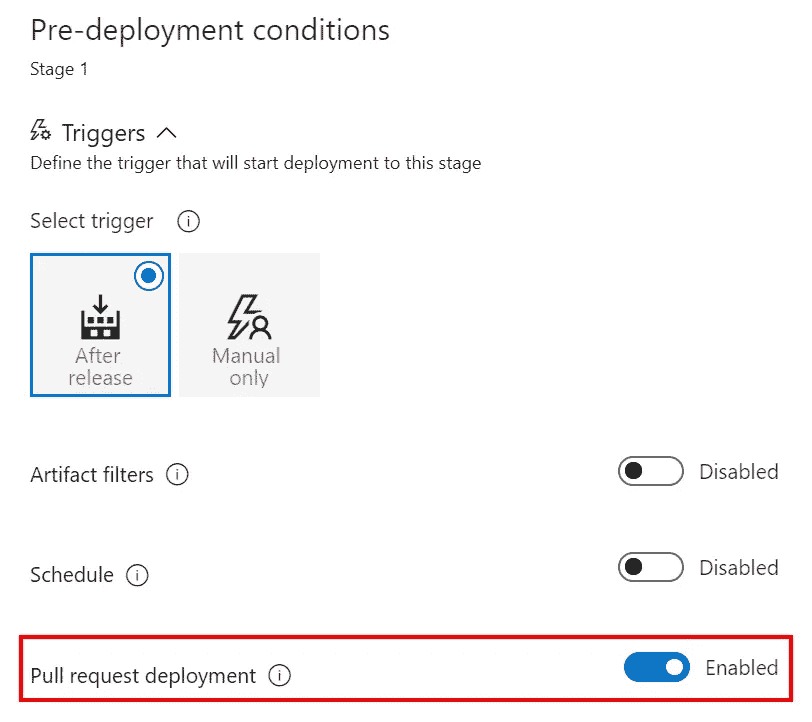 Pre-deployment conditions
Stage 1
Triggers
Define the trigger that will start deployment to this stage
Select trigger
After
release
Manual
only
Artifact filters
Disabled
Schedule
Disabled
Pull request deployment
Enabled